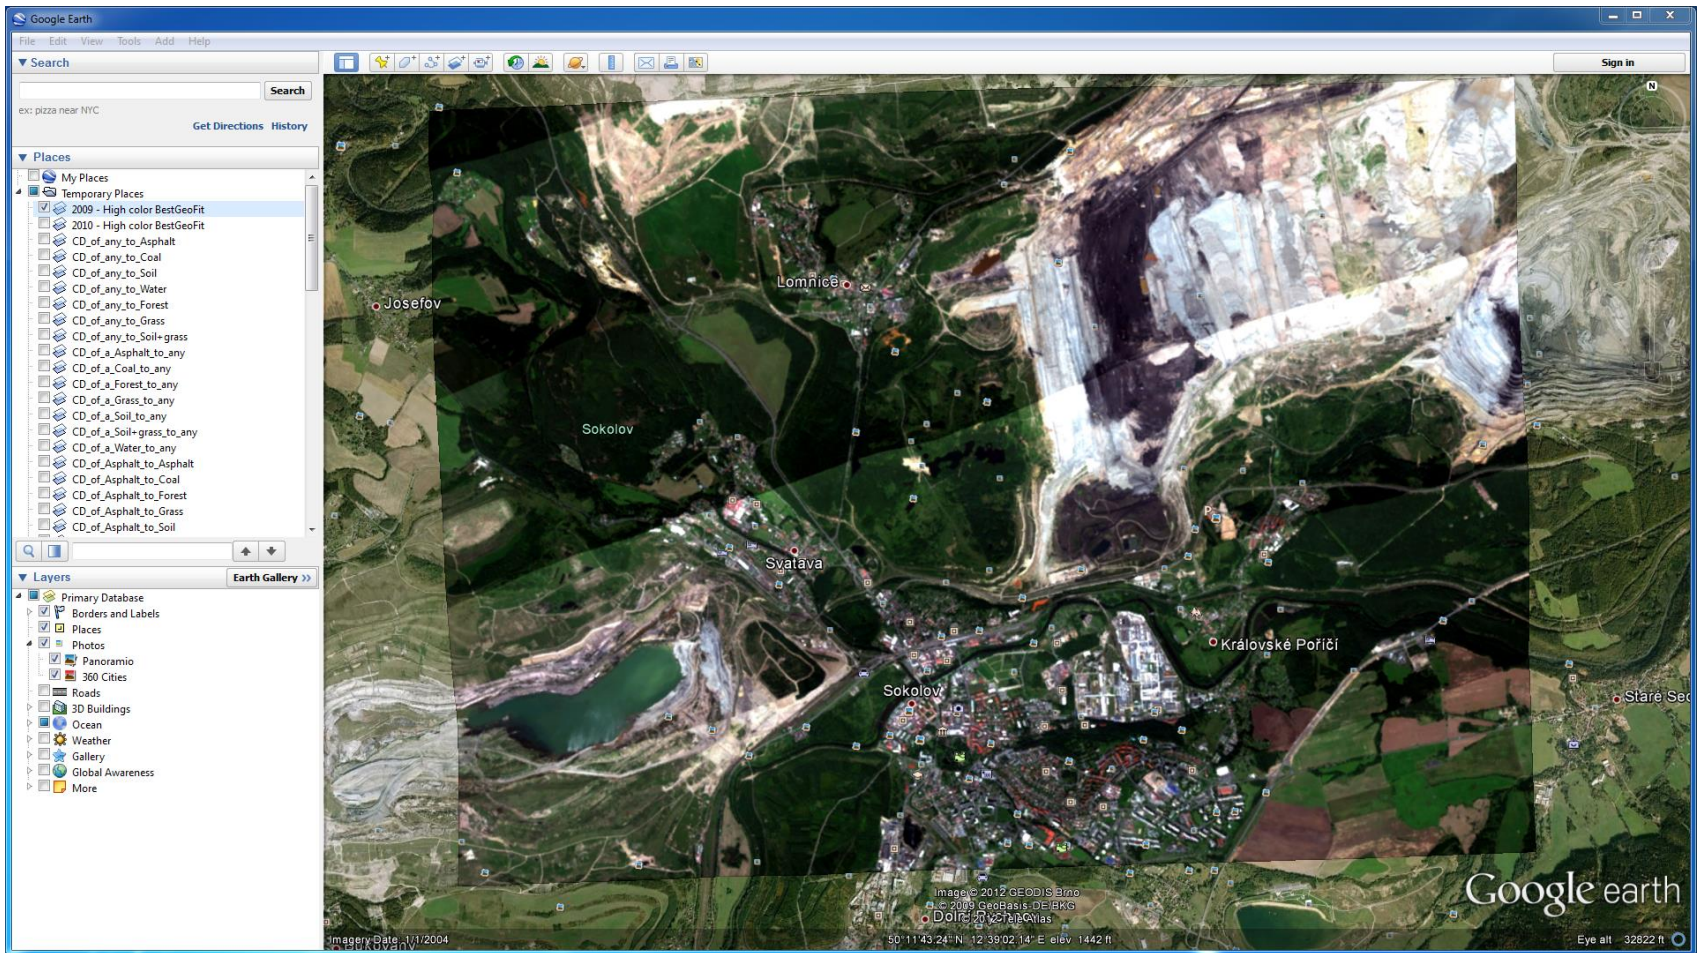 Google Earth
File Edit View Tools Add Help
Search
Search
ex: pizza near NYC
Get Directions History
Places
My Places
Temporary Places
2009 - High color BestGeoFit
2010 - High color BestGeoFit
CD_of_any_to_Asphalt
CD_of_any_to_Coal
CD_of_any_to_Soil
CD_of_any_to_Water
CD_of_any_to_Forest
CD_of_any_to_Grass
CD_of_any_to_Soil+grass
CD_of_a_Asphalt_to_any
CD_of_a_Coal_to_any
CD_of_a_Forest_to_any
CD_of_a_Grass_to_any
CD_of_a_Soil_to_any
CD_of_a_Soil+grass_to_any
CD_of_a_Water_to_any
CD_of_Asphalt_to_Asphalt
CD_of_Asphalt_to_Coal
CD_of_Asphalt_to_Forest
CD_of_Asphalt_to_Grass
CD_of_Asphalt_to_Soil
Layers
Earth Gallery >>
Primary Database
Borders and Labels
Places
Photos
Panoramio
360 Cities
Roads
3D Buildings
Ocean
Weather
Gallery
Global Awareness
More
Sign in
N
Lomnice
Josefov
Sokolov
P
Svatava
Královské Poříčí
Sokolov
Staré Sed
Image © 2012 GEODIS Brno
© 2009 GeoBasis-DE/BKG
© 2012 Tele Atlas
Google earth
Imagery Date: 1/1/2004
50°11'43.24" N 12°39'02.14" E elev 1442 ft
Eye alt 32822 ft